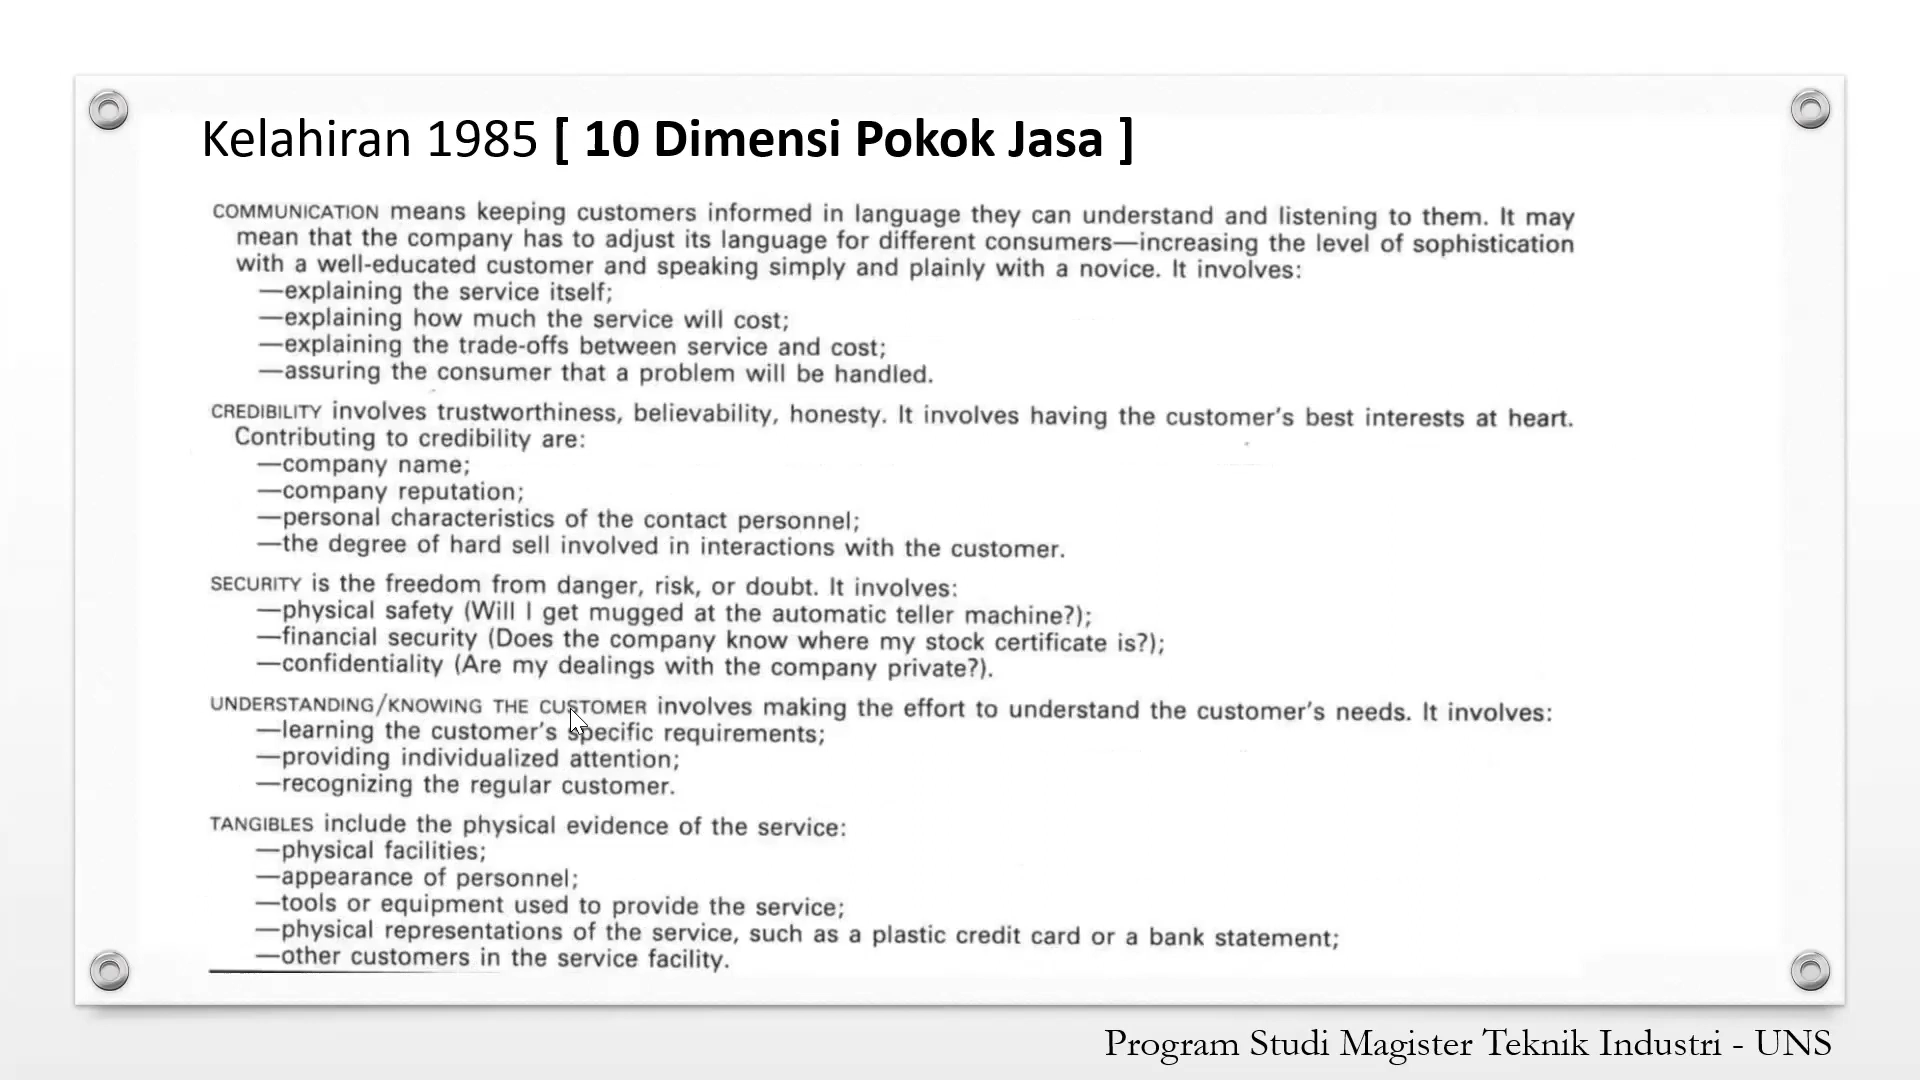 Kelahiran 1985 [ 10 Dimensi Pokok Jasa ]
COMMUNICATION means keeping customers informed in language they can understand and listening to them. It may
mean that the company has to adjust its language for different consumers—increasing the level of sophistication
with a well-educated customer and speaking simply and plainly with a novice. It involves:
—explaining the service itself;
—explaining how much the service will cost;
—explaining the trade-offs between service and cost;
—assuring the consumer that a problem will be handled.
CREDIBILITY involves trustworthiness, believability, honesty. It involves having the customer's best interests at heart.
Contributing to credibility are:
—company name;
—company reputation;
—personal characteristics of the contact personnel;
—the degree of hard sell involved in interactions with the customer.
SECURITY is the freedom from danger, risk, or doubt. It involves:
—physical safety (Will I get mugged at the automatic teller machine?);
—financial security (Does the company know where my stock certificate is?);
—confidentiality (Are my dealings with the company private?).
UNDERSTANDING/KNOWING THE CUSTOMER involves making the effort to understand the customer's needs. It involves:
—learning the customer's specific requirements;
—providing individualized attention;
—recognizing the regular customer.
TANGIBLES include the physical evidence of the service:
—physical facilities;
—appearance of personnel;
—tools or equipment used to provide the service;
—physical representations of the service, such as a plastic credit card or a bank statement;
—other customers in the service facility.
Program Studi Magister Teknik Industri - UNS